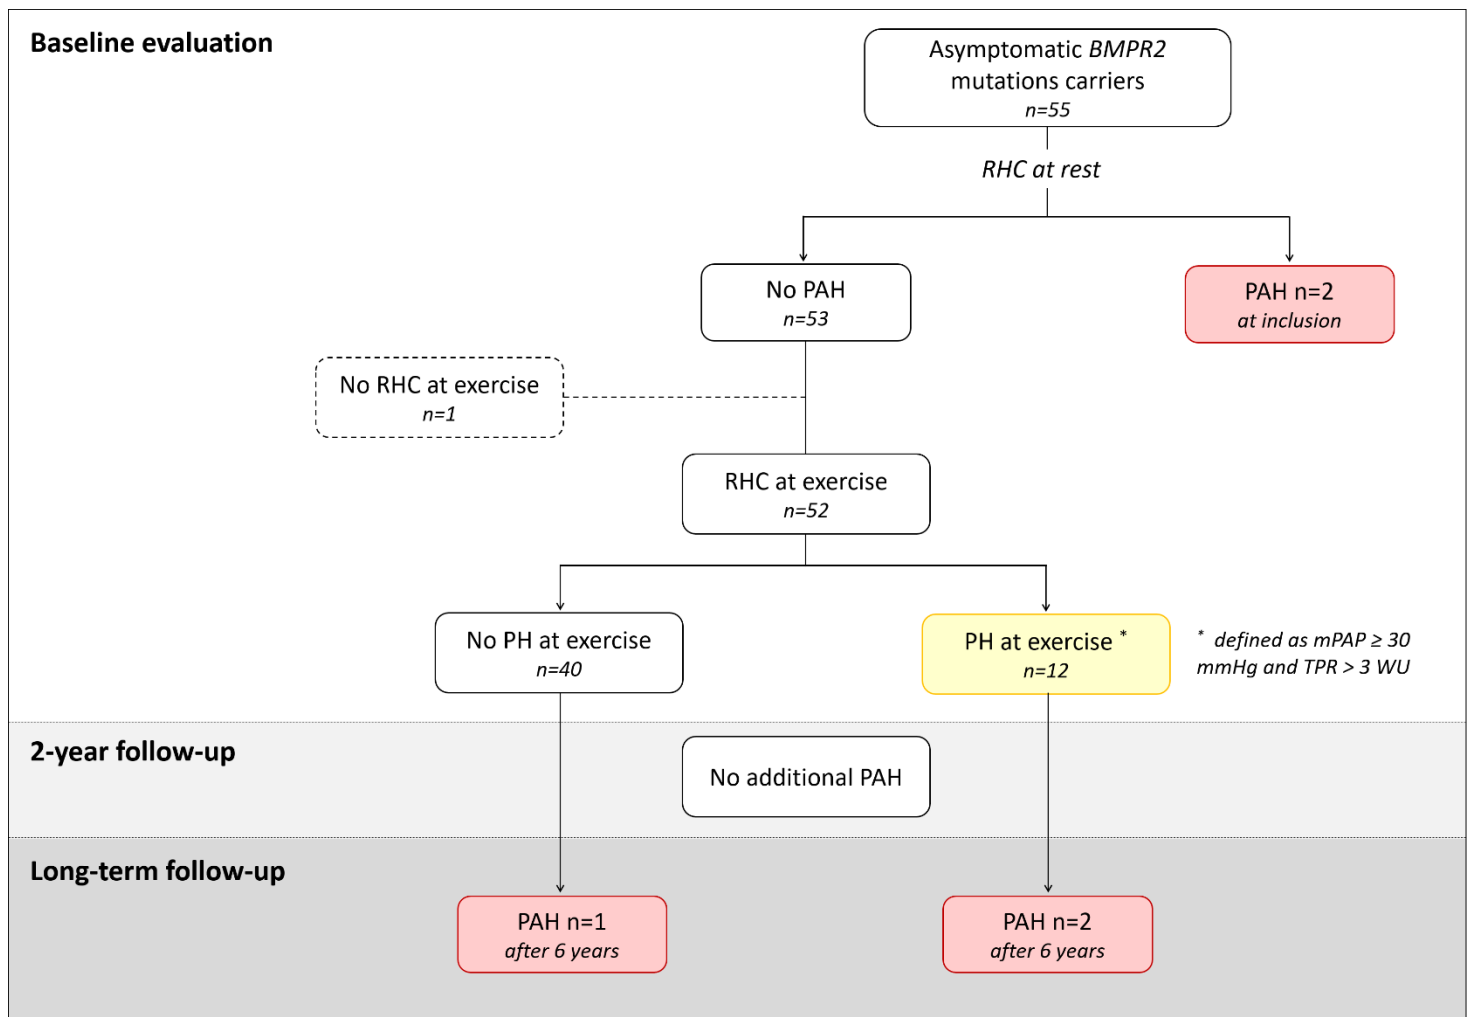 Baseline evaluation
Asymptomatic BMPR2
mutations carriers
n=55
RHC at rest
No PAH
n=53
PAH n=2
at inclusion
No RHC at exercise
n=1
RHC at exercise
n=52
No PH at exercise
n=40
PH at exercise *
n=12
* defined as mPAP ≥ 30
mmHg and TPR > 3 WU
2-year follow-up
No additional PAH
Long-term follow-up
PAH n=1
after 6 years
PAH n=2
after 6 years